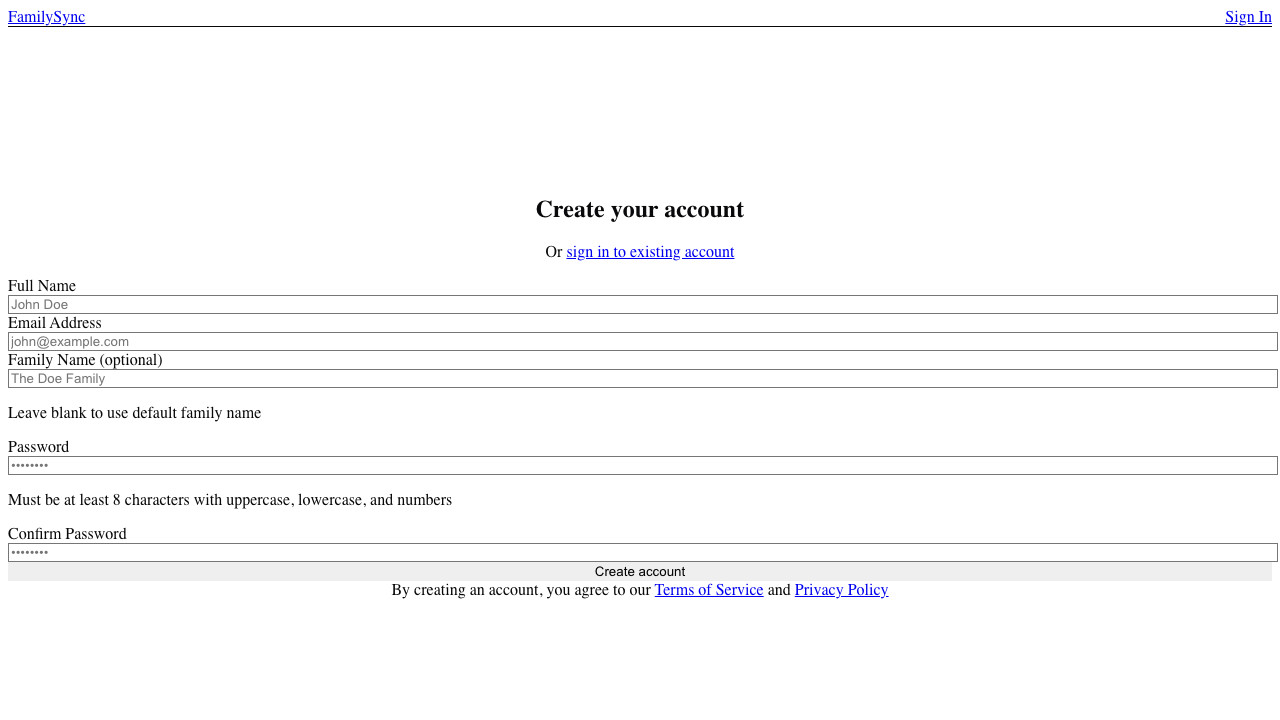 FamilySync
Sign In
Create your account
Or sign in to existing account
Full Name
John Doe
Email Address
john@example.com
Family Name (optional)
The Doe Family
Leave blank to use default family name
Password
••••••••
Must be at least 8 characters with uppercase, lowercase, and numbers
Confirm Password
••••••••
Create account
By creating an account, you agree to our Terms of Service and Privacy Policy